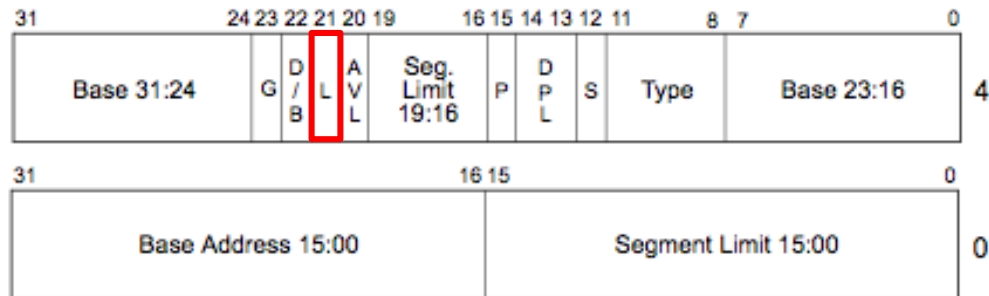 31 24 23 22 21 20 19 16 15 14 13 12 11 8 7 0
Base 31:24 G D/B L AVL Seg. Limit 19:16 P DPL S Type Base 23:16 4
31 16 15 0
Base Address 15:00 Segment Limit 15:00 0